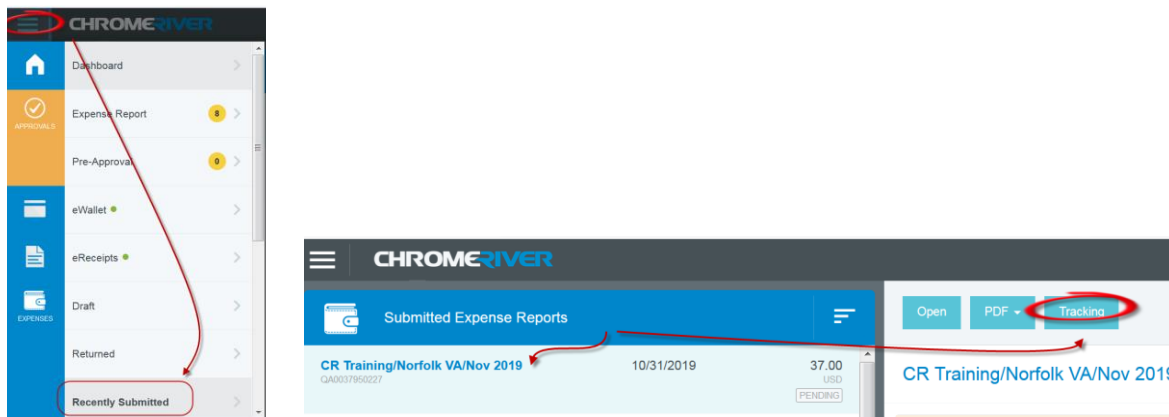 CHROMERIVER
Dashboard
APPROVALS
Expense Report 8
Pre-Approval 0
eWallet
eReceipts
EXPENSES
Draft
Returned
Recently Submitted
CHROMERIVER
Submitted Expense Reports
CR Training/Norfolk VA/Nov 2019 10/31/2019 37.00
QA0037950227 USD
PENDING
Open PDF Tracking
CR Training/Norfolk VA/Nov 2019